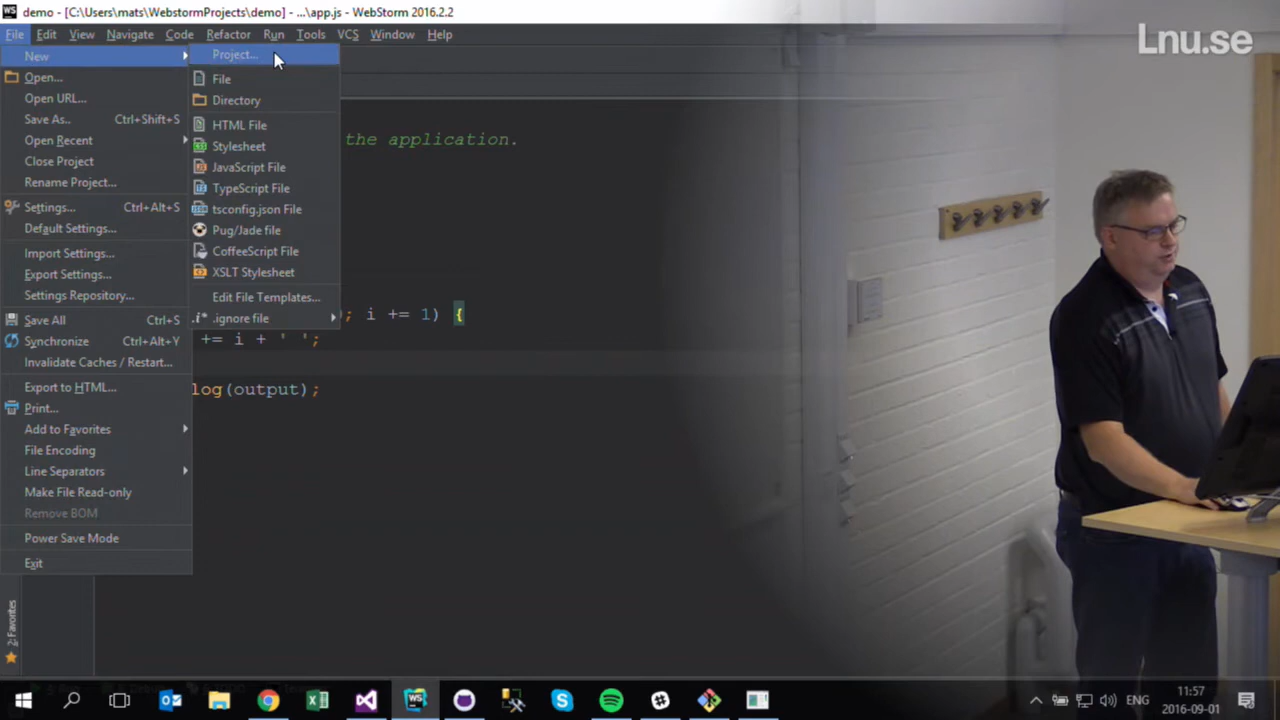 demo - [C:\Users\mats\WebstormProjects\demo] - ...\app.js - WebStorm 2016.2.2
File Edit View Navigate Code Refactor Run Tools VCS Window Help
Lnu.se
New
Open...
Open URL...
Save As.. Ctrl+Shift+S
Open Recent
Close Project
Rename Project...
Settings... Ctrl+Alt+S
Default Settings...
Import Settings...
Export Settings...
Settings Repository...
Save All Ctrl+S
Synchronize Ctrl+Alt+Y
Invalidate Caches / Restart...
Export to HTML...
Print...
Add to Favorites
File Encoding
Line Separators
Make File Read-only
Remove BOM
Power Save Mode
Exit
Project...
File
Directory
HTML File
Stylesheet
JavaScript File
TypeScript File
tsconfig.json File
Pug/Jade file
CoffeeScript File
XSLT Stylesheet
Edit File Templates...
.ignore file
the application.
; i += 1) {
+= i + ' ';
log(output);
2: Favorites
ENG
11:57
2016-09-01